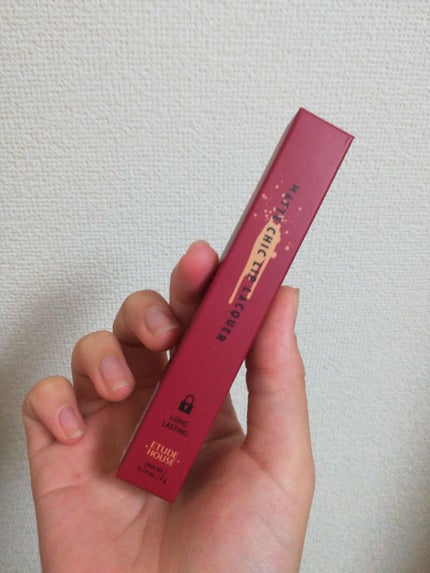 MATTE CHIC LIP LACQUER
LONG
LASTING
ETUDE
HOUSE